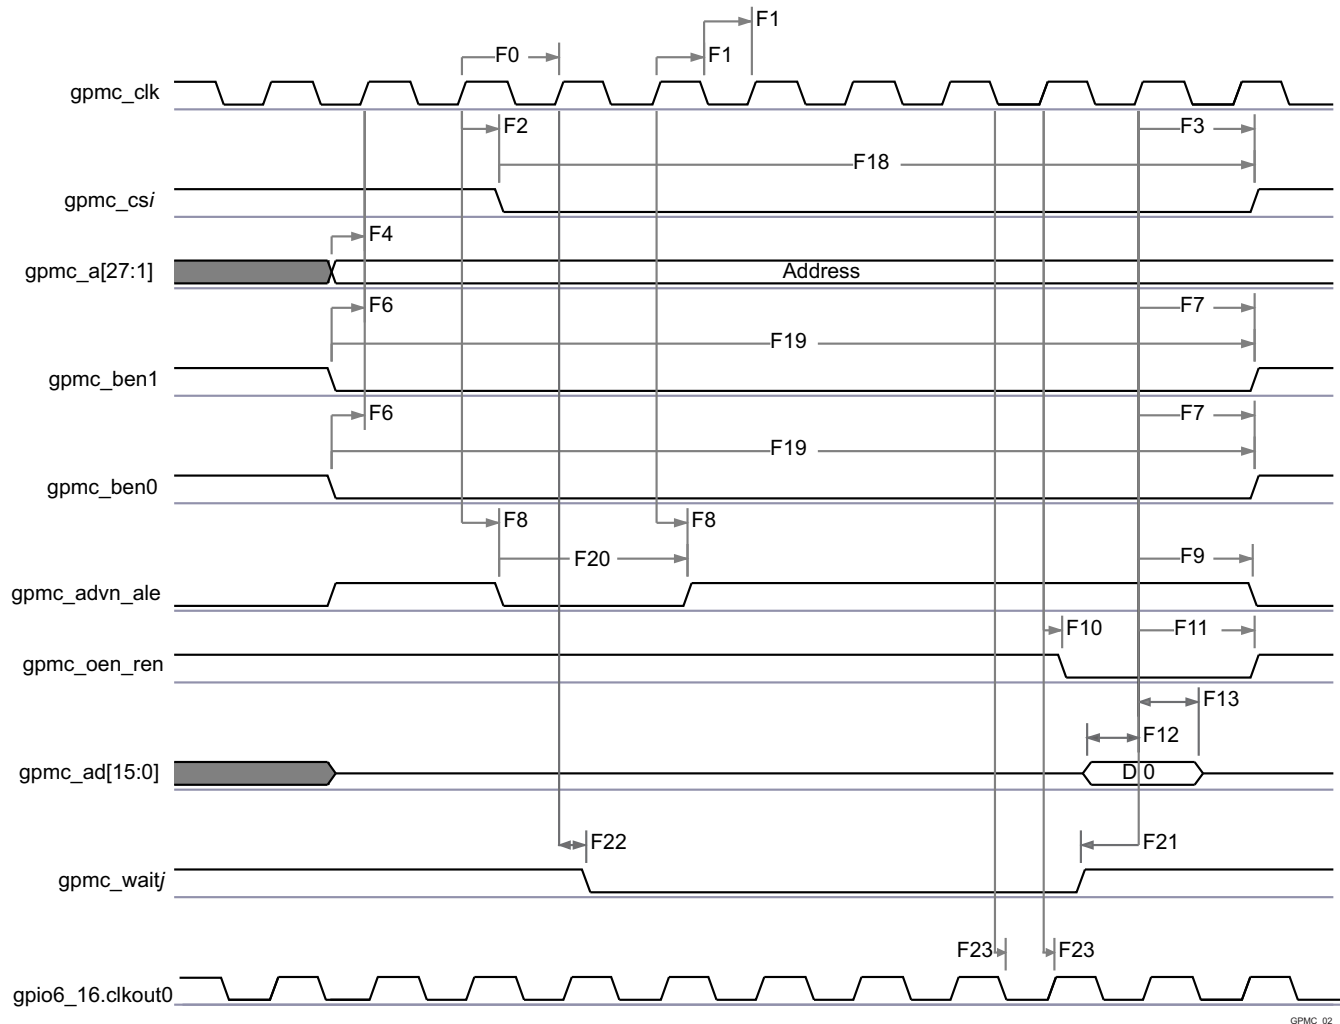 F1
F0
F1
gpmc_clk
F2
F3
F18
gpmc_csi
F4
gpmc_a[27:1]
Address
F6
F7
F19
gpmc_ben1
F6
F7
F19
gpmc_ben0
F8
F8
F20
F9
gpmc_advn_ale
F10
F11
gpmc_oen_ren
F13
F12
gpmc_ad[15:0]
D 0
F22
F21
gpmc_waitj
F23
F23
gpio6_16.clkout0
GPMC_02